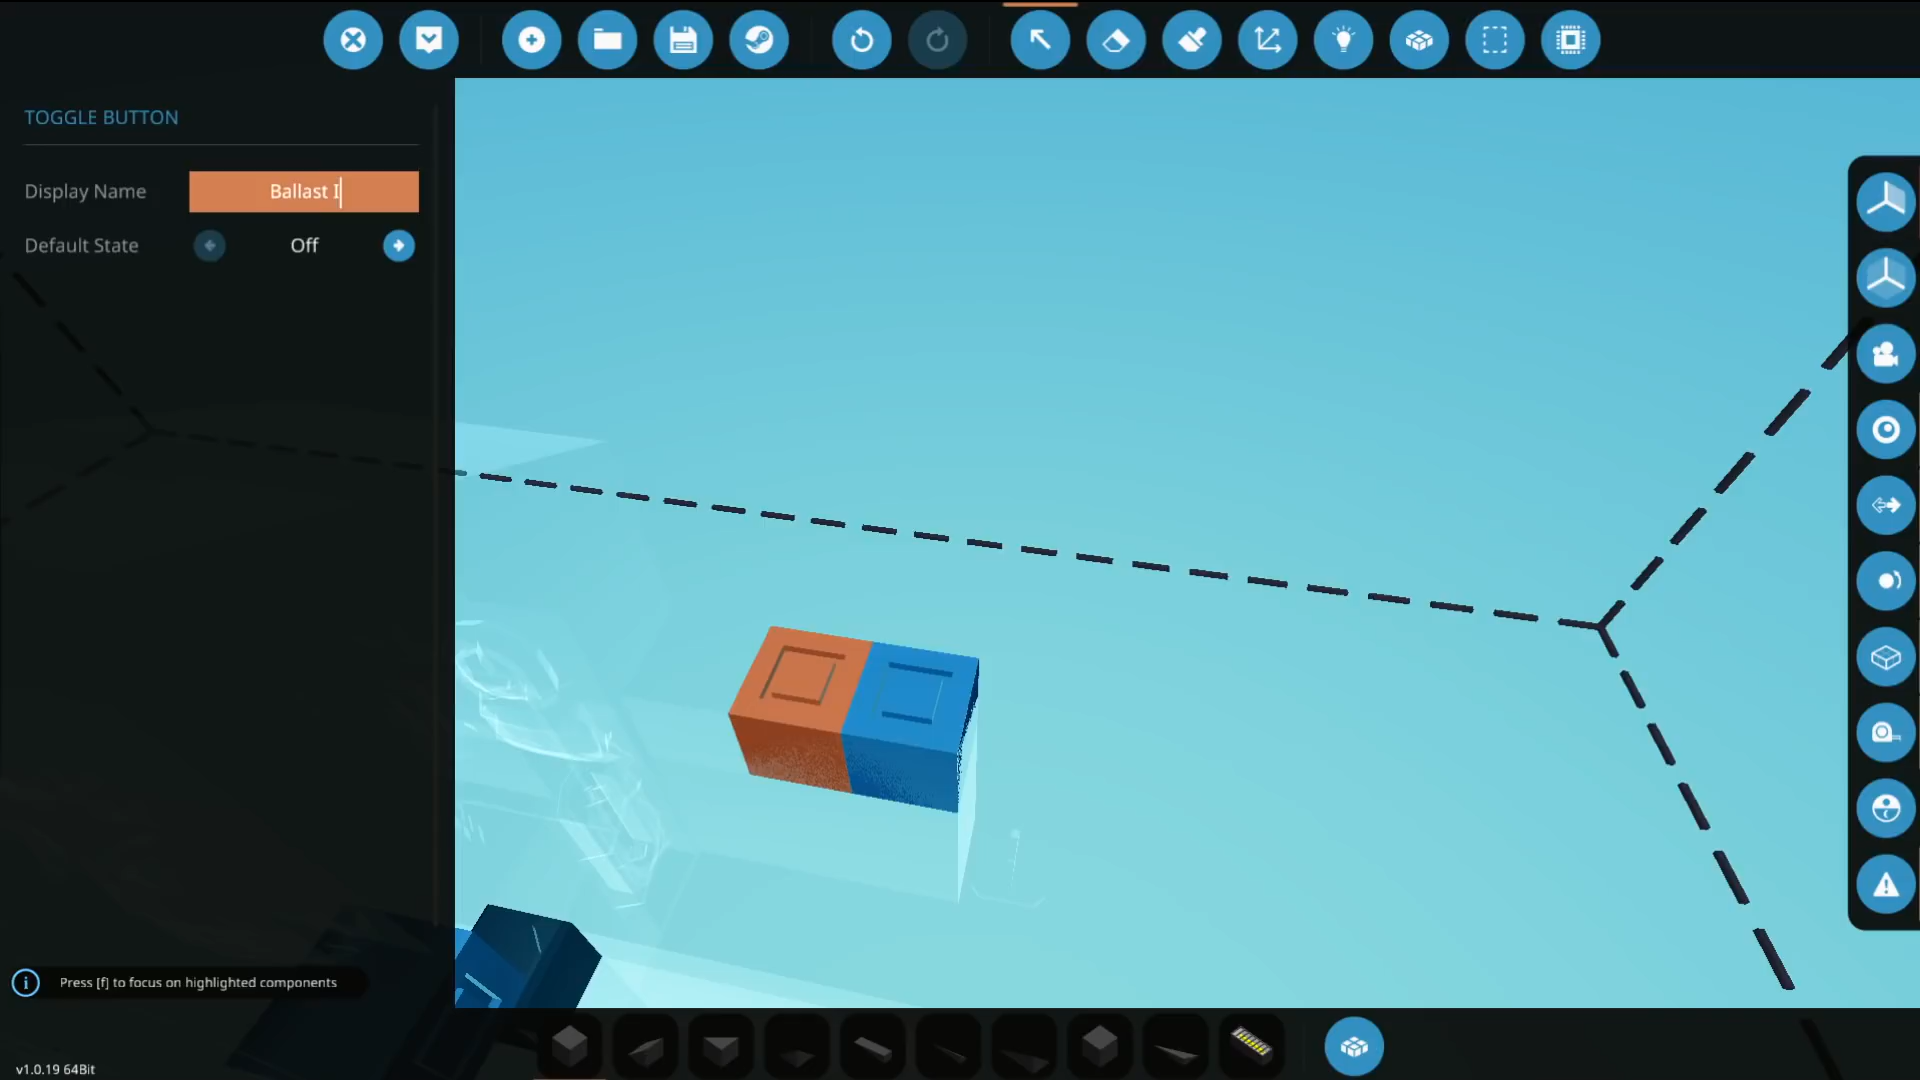 TOGGLE BUTTON
Display Name
Ballast I
Default State
Off
Press [f] to focus on highlighted components
v1.0.19 64Bit